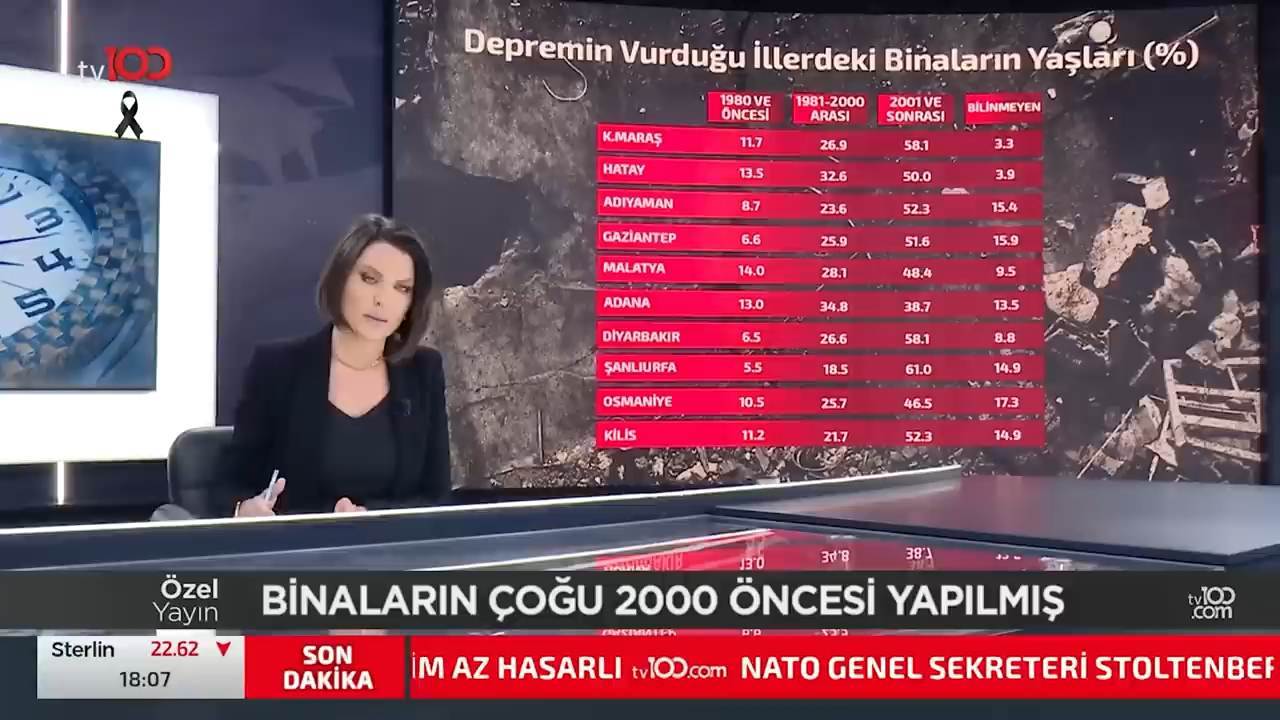 tv100
Depremin Vurduğu İllerdeki Binaların Yaşları (%)
1980 VE ÖNCESİ 1981-2000 ARASI 2001 VE SONRASI BİLİNMEYEN
K.MARAŞ 11.7 26.9 58.1 3.3
HATAY 13.5 32.6 50.0 3.9
ADIYAMAN 8.7 23.6 52.3 15.4
GAZİANTEP 6.6 25.9 51.6 15.9
MALATYA 14.0 28.1 48.4 9.5
ADANA 13.0 34.8 38.7 13.5
DİYARBAKIR 6.5 26.6 58.1 8.8
ŞANLIURFA 5.5 18.5 61.0 14.9
OSMANİYE 10.5 25.7 46.5 17.3
KİLİS 11.2 21.7 52.3 14.9
3
4
5
Özel
Yayın
BİNALARIN ÇOĞU 2000 ÖNCESİ YAPILMIŞ
tv100
.com
Sterlin 22.62
18:07
SON
DAKİKA
İM AZ HASARLI tv100.com NATO GENEL SEKRETERİ STOLTENBER